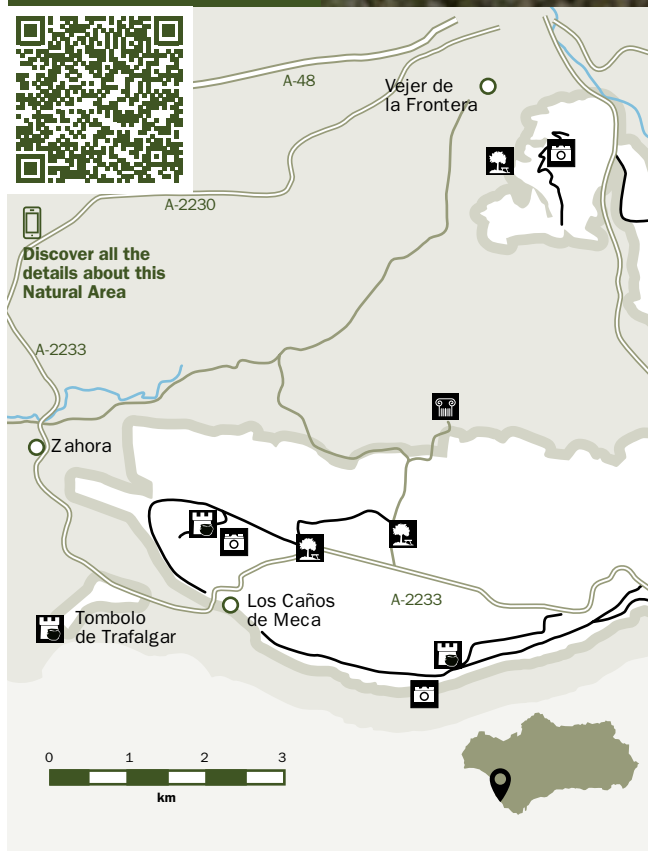 A-48
Vejer de
la Frontera
A-2230
Discover all the
details about this
Natural Area
A-2233
Zahora
Los Caños
de Meca
A-2233
Tombolo
de Trafalgar
0 1 2 3
km